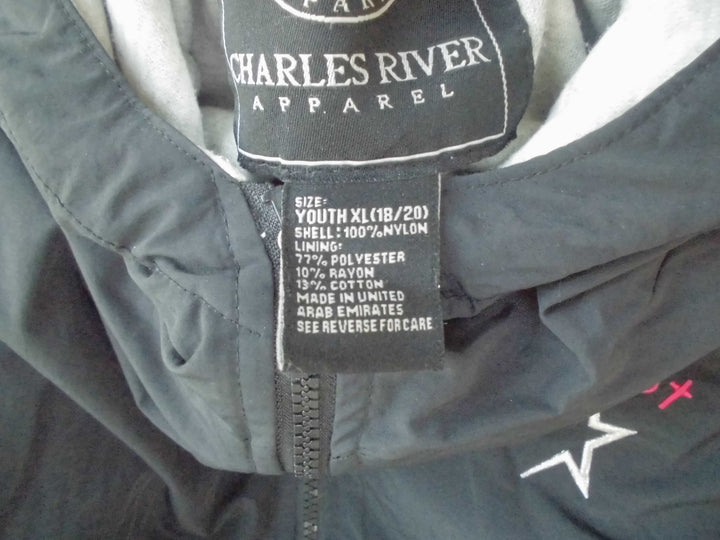 PAR
CHARLES RIVER
APPAREL
SIZE:
YOUTH XL(18/20)
SHELL: 100% NYLON
LINING:
77% POLYESTER
10% RAYON
13% COTTON
MADE IN UNITED
ARAB EMIRATES
SEE REVERSE FOR CARE